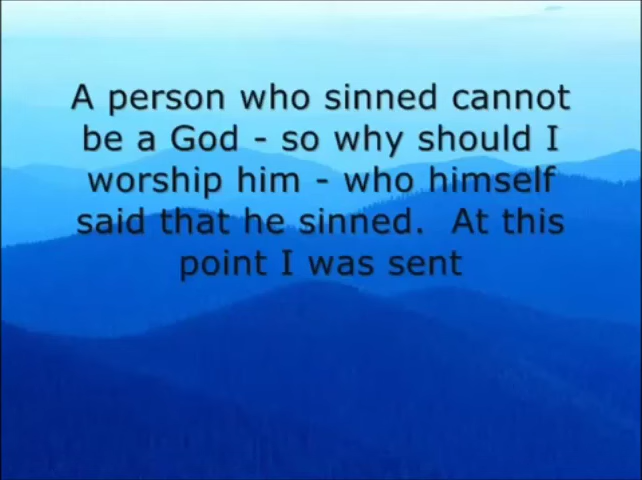 A person who sinned cannot
be a God - so why should I
worship him - who himself
said that he sinned.  At this
point I was sent